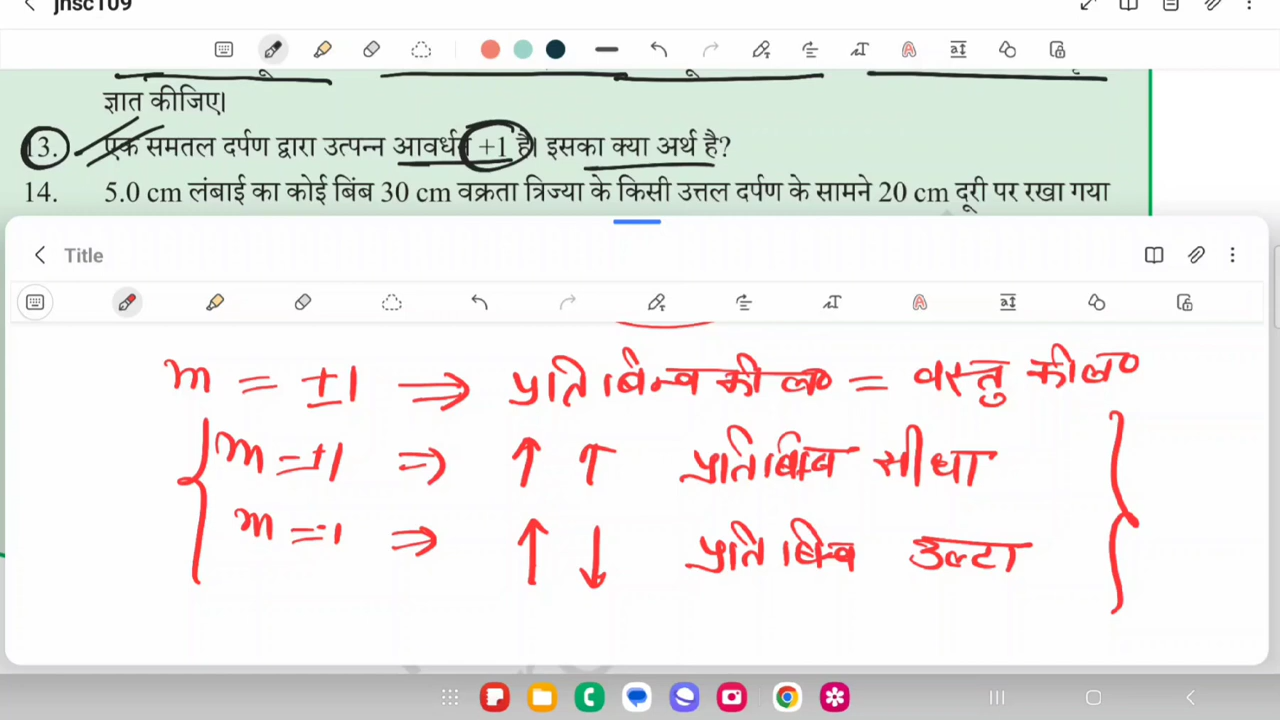 jhsc109
ज्ञात कीजिए।
13. एक समतल दर्पण द्वारा उत्पन्न आवर्धन +1 है। इसका क्या अर्थ है?
14. 5.0 cm लंबाई का कोई बिंब 30 cm वक्रता त्रिज्या के किसी उत्तल दर्पण के सामने 20 cm दूरी पर रखा गया
Title
m = ±1 ⇒ प्रतिबिम्ब की ल० = वस्तु की ल०
m = +1 ⇒ ↑ ↑ प्रतिबिंब सीधा
m = -1 ⇒ ↑ ↓ प्रतिबिम्ब उल्टा